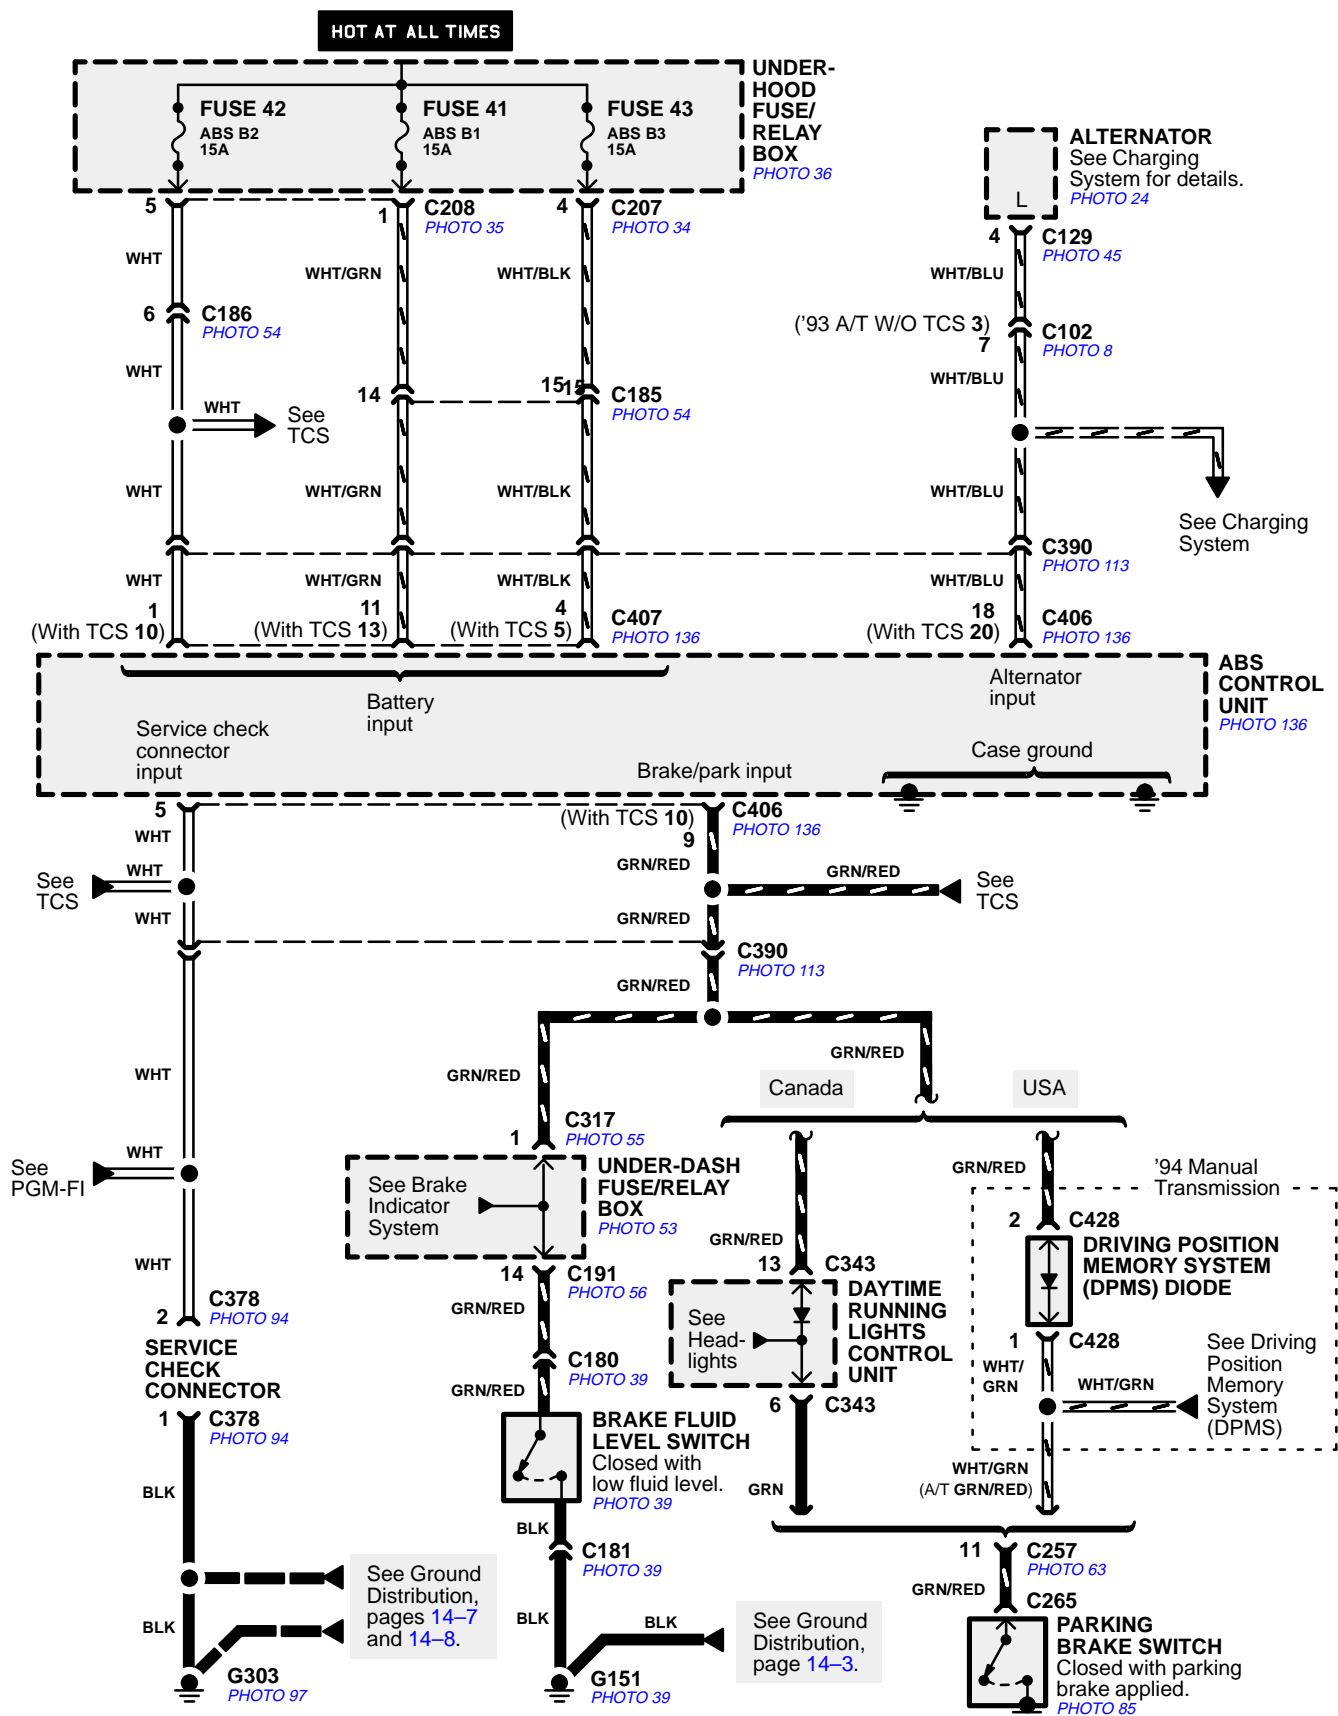 HOT AT ALL TIMES
FUSE 42
ABS B2
15A
FUSE 41
ABS B1
15A
FUSE 43
ABS B3
15A
UNDER-
HOOD
FUSE/
RELAY
BOX
PHOTO 36
L
ALTERNATOR
See Charging
System for details.
PHOTO 24
5
1
C208
PHOTO 35
4
C207
PHOTO 34
4
C129
PHOTO 45
WHT
WHT/GRN
WHT/BLK
WHT/BLU
6
C186
PHOTO 54
('93 A/T W/O TCS 3)
7
C102
PHOTO 8
WHT
WHT/BLU
14
15
15
C185
PHOTO 54
WHT
See
TCS
WHT
WHT/GRN
WHT/BLK
WHT/BLU
See Charging
System
C390
PHOTO 113
WHT
WHT/GRN
WHT/BLK
WHT/BLU
1
(With TCS 10)
11
(With TCS 13)
4
(With TCS 5)
C407
PHOTO 136
18
(With TCS 20)
C406
PHOTO 136
Battery
input
Alternator
input
Service check
connector
input
Brake/park input
Case ground
ABS
CONTROL
UNIT
PHOTO 136
5
(With TCS 10)
9
C406
PHOTO 136
WHT
GRN/RED
See
TCS
WHT
GRN/RED
See
TCS
WHT
GRN/RED
C390
PHOTO 113
GRN/RED
GRN/RED
WHT
GRN/RED
Canada
USA
1
C317
PHOTO 55
See
PGM-FI
WHT
See Brake
Indicator
System
UNDER-DASH
FUSE/RELAY
BOX
PHOTO 53
GRN/RED
'94 Manual
Transmission
2
C428
DRIVING POSITION
MEMORY SYSTEM
(DPMS) DIODE
GRN/RED
13
C343
WHT
14
C191
PHOTO 56
GRN/RED
See
Head-
lights
DAYTIME
RUNNING
LIGHTS
CONTROL
UNIT
2
C378
PHOTO 94
SERVICE
CHECK
CONNECTOR
1
C378
PHOTO 94
C180
PHOTO 39
GRN/RED
6
C343
1
C428
WHT/
GRN
WHT/GRN
See Driving
Position
Memory
System
(DPMS)
BRAKE FLUID
LEVEL SWITCH
Closed with
low fluid level.
PHOTO 39
GRN
WHT/GRN
(A/T GRN/RED)
BLK
BLK
C181
PHOTO 39
11
C257
PHOTO 63
GRN/RED
C265
PARKING
BRAKE SWITCH
Closed with parking
brake applied.
PHOTO 85
See Ground
Distribution,
pages 14–7
and 14–8.
BLK
BLK
BLK
See Ground
Distribution,
page 14–3.
G303
PHOTO 97
G151
PHOTO 39